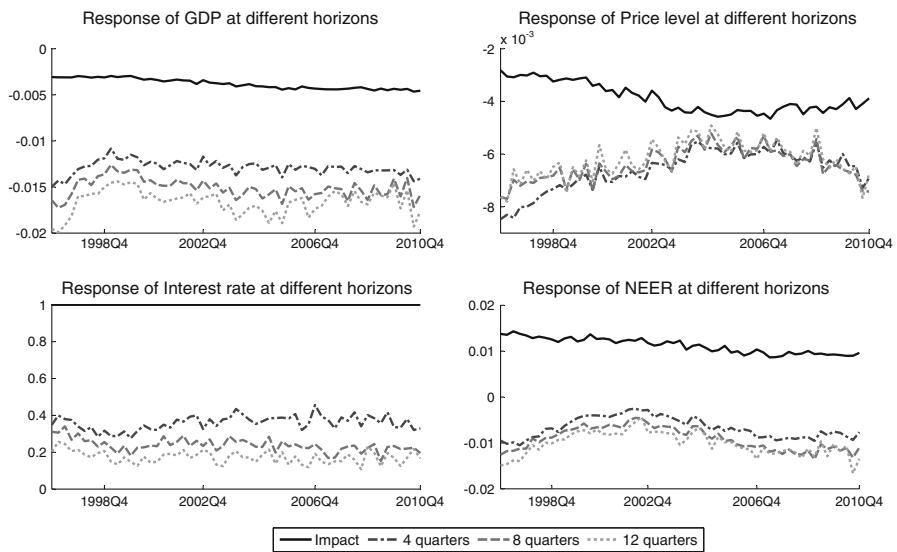 Response of GDP at different horizons
0
-0.005
-0.01
-0.015
-0.02
1998Q4 2002Q4 2006Q4 2010Q4
Response of Price level at different horizons
x 10⁻³
-2
-4
-6
-8
1998Q4 2002Q4 2006Q4 2010Q4
Response of Interest rate at different horizons
1
0.8
0.6
0.4
0.2
0
1998Q4 2002Q4 2006Q4 2010Q4
Response of NEER at different horizons
0.02
0.01
0
-0.01
-0.02
1998Q4 2002Q4 2006Q4 2010Q4
Impact 4 quarters 8 quarters 12 quarters